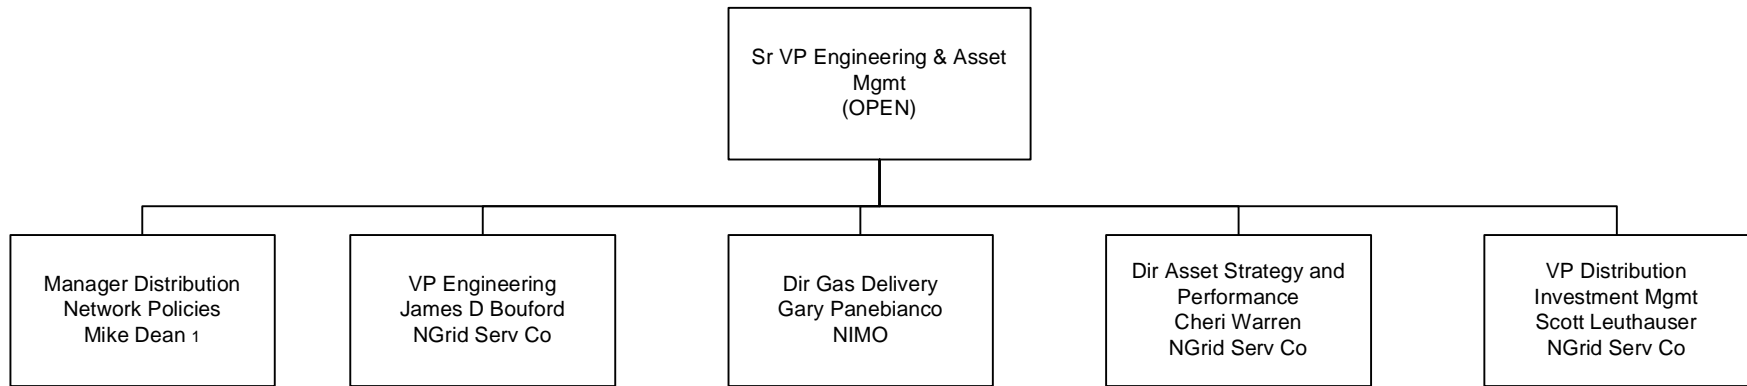 Sr VP Engineering & Asset
Mgmt
(OPEN)
Manager Distribution
Network Policies
Mike Dean 1
VP Engineering
James D Bouford
NGrid Serv Co
Dir Gas Delivery
Gary Panebianco
NIMO
Dir Asset Strategy and
Performance
Cheri Warren
NGrid Serv Co
VP Distribution
Investment Mgmt
Scott Leuthauser
NGrid Serv Co